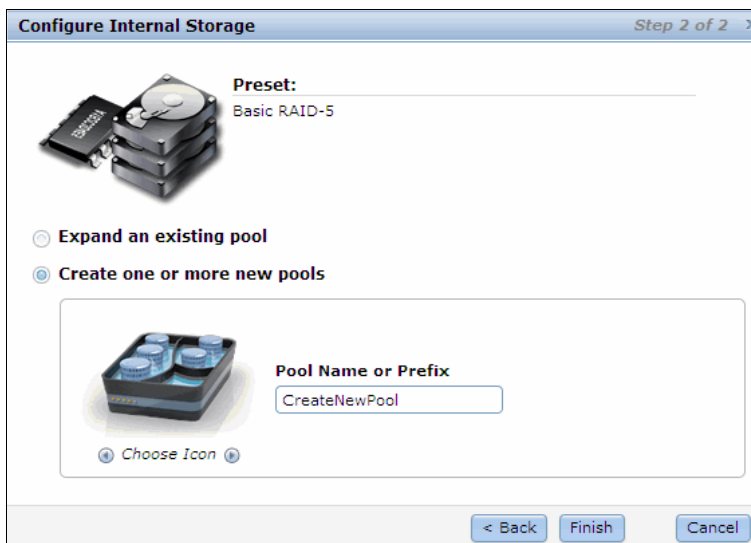 Configure Internal Storage
Step 2 of 2
Preset:
Basic RAID-5
Expand an existing pool
Create one or more new pools
Pool Name or Prefix
CreateNewPool
Choose Icon
< Back
Finish
Cancel